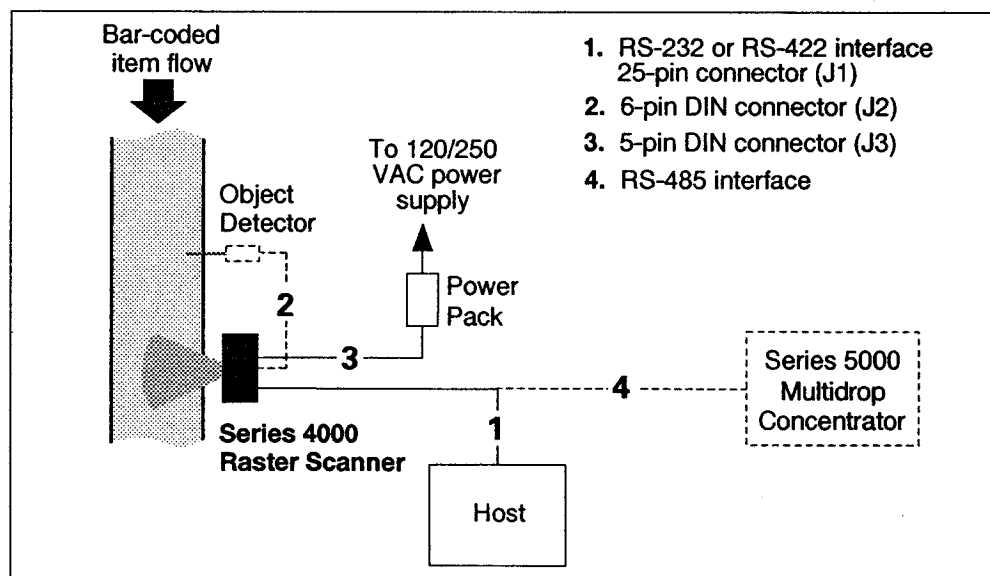 Bar-coded
item flow
1. RS-232 or RS-422 interface
25-pin connector (J1)
2. 6-pin DIN connector (J2)
3. 5-pin DIN connector (J3)
4. RS-485 interface
To 120/250
VAC power
supply
Object
Detector
2
Power
Pack
3
Series 4000
Raster Scanner
4
Series 5000
Multidrop
Concentrator
1
Host